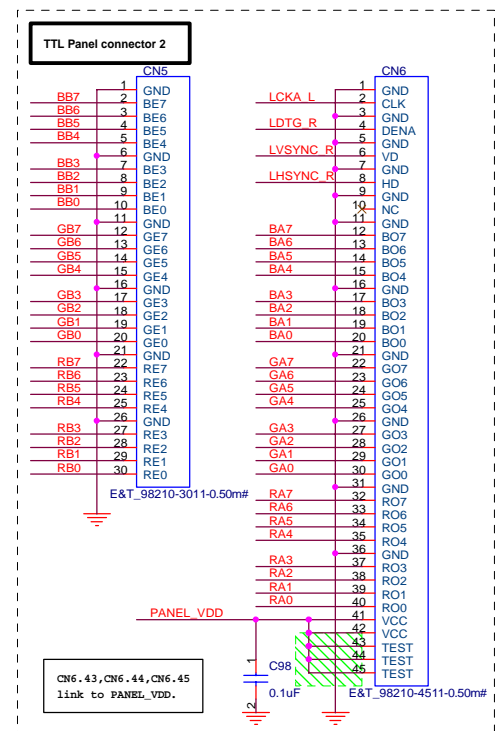 TTL Panel connector 2
CN5
1 GND
BB7 2 BE7
BB6 3 BE6
BB5 4 BE5
BB4 5 BE4
6 GND
BB3 7 BE3
BB2 8 BE2
BB1 9 BE1
BB0 10 BE0
11 GND
GB7 12 GE7
GB6 13 GE6
GB5 14 GE5
GB4 15 GE4
16 GND
GB3 17 GE3
GB2 18 GE2
GB1 19 GE1
GB0 20 GE0
21 GND
RB7 22 RE7
RB6 23 RE6
RB5 24 RE5
RB4 25 RE4
26 GND
RB3 27 RE3
RB2 28 RE2
RB1 29 RE1
RB0 30 RE0
E&T_98210-3011-0.50m#
CN6
1 GND
LCKA_L 2 CLK
3 GND
LDTG_R 4 DENA
5 GND
LVSYNC_R 6 VD
7 GND
LHSYNC_R 8 HD
9 GND
10 NC
11 GND
BA7 12 BO7
BA6 13 BO6
BA5 14 BO5
BA4 15 BO4
16 GND
BA3 17 BO3
BA2 18 BO2
BA1 19 BO1
BA0 20 BO0
21 GND
GA7 22 GO7
GA6 23 GO6
GA5 24 GO5
GA4 25 GO4
26 GND
GA3 27 GO3
GA2 28 GO2
GA1 29 GO1
GA0 30 GO0
31 GND
RA7 32 RO7
RA6 33 RO6
RA5 34 RO5
RA4 35 RO4
36 GND
RA3 37 RO3
RA2 38 RO2
RA1 39 RO1
RA0 40 RO0
PANEL_VDD 41 VCC
42 VCC
43 TEST
44 TEST
45 TEST
E&T_98210-4511-0.50m#
1
C98
0.1uF
2
CN6.43,CN6.44,CN6.45
link to PANEL_VDD.